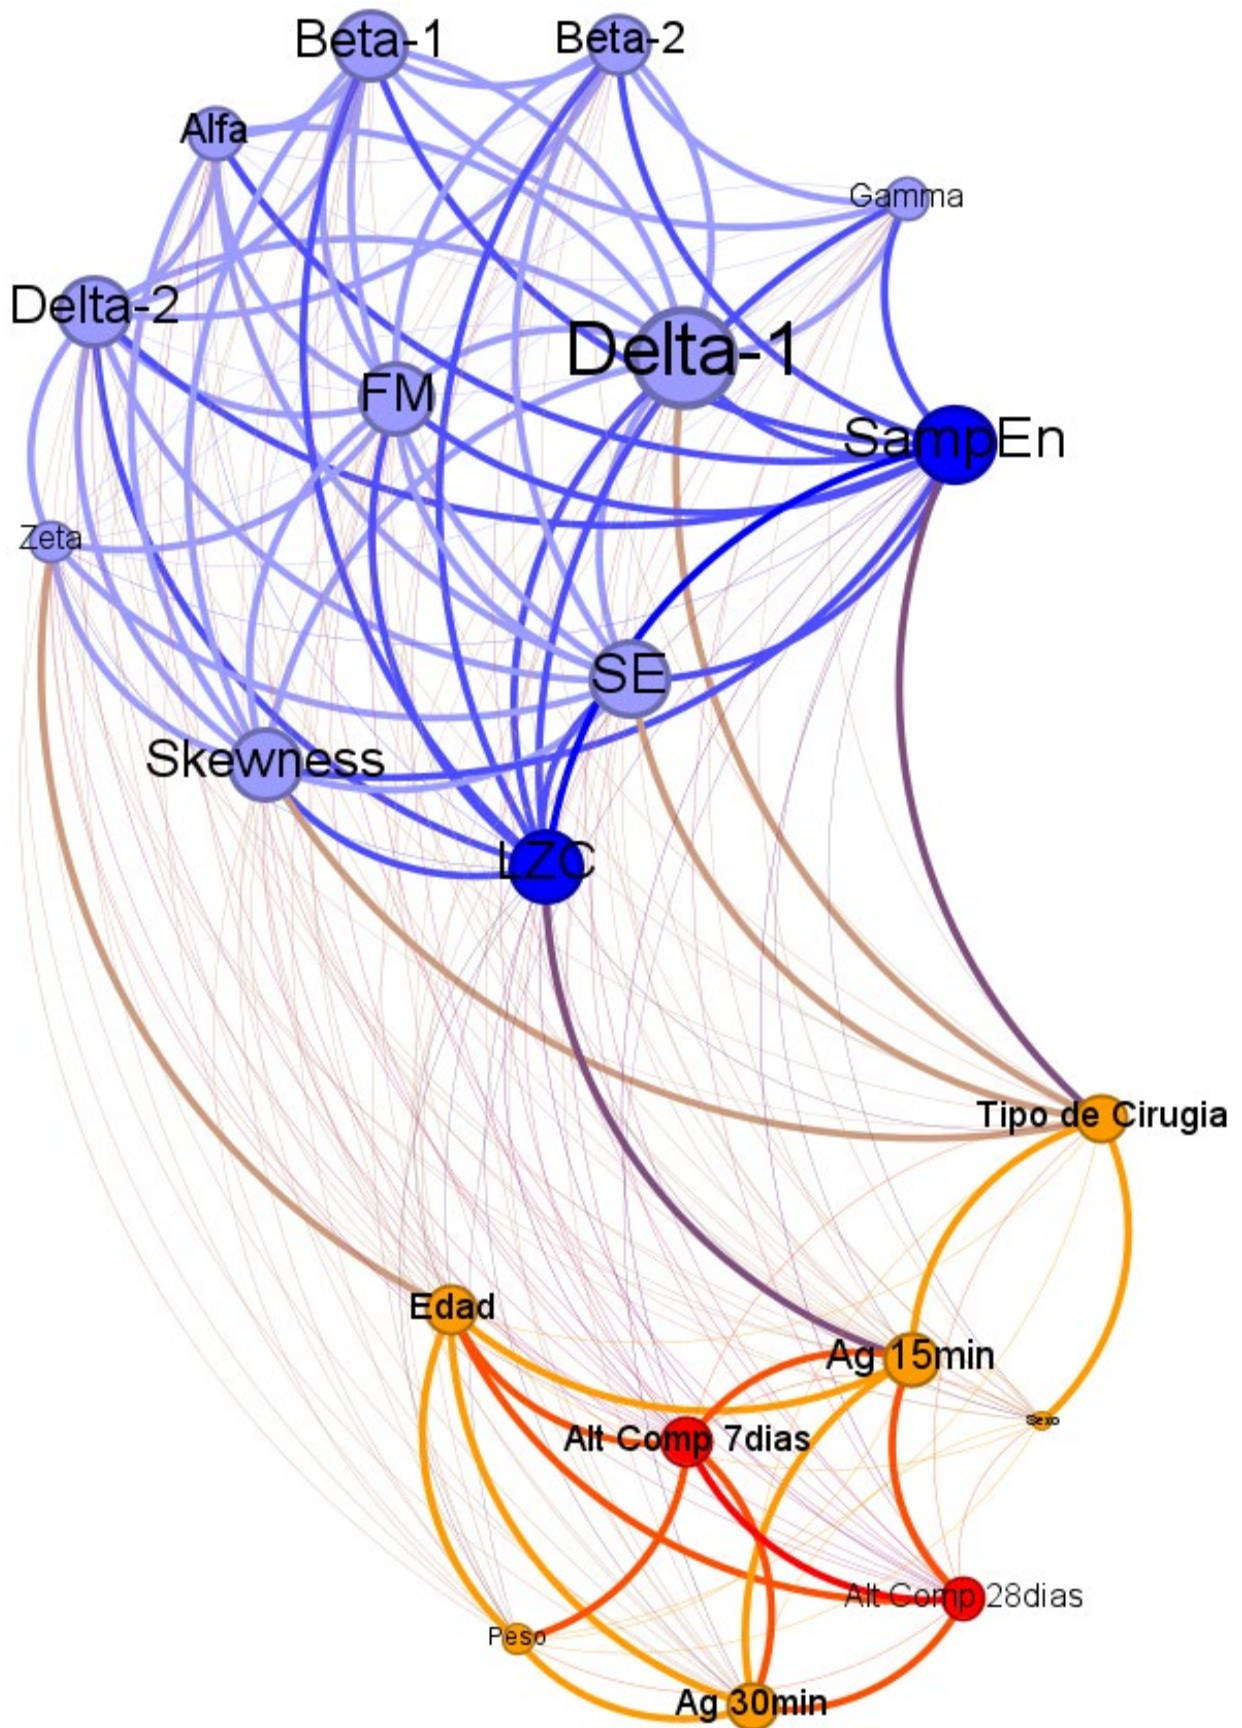 Beta-1
Beta-2
Alfa
Gamma
Delta-2
Delta-1
FM
SampEn
Zeta
SE
Skewness
LZC
Tipo de Cirugia
Edad
Ag 15min
Sexo
Alt Comp 7dias
Alt Comp 28dias
Peso
Ag 30min